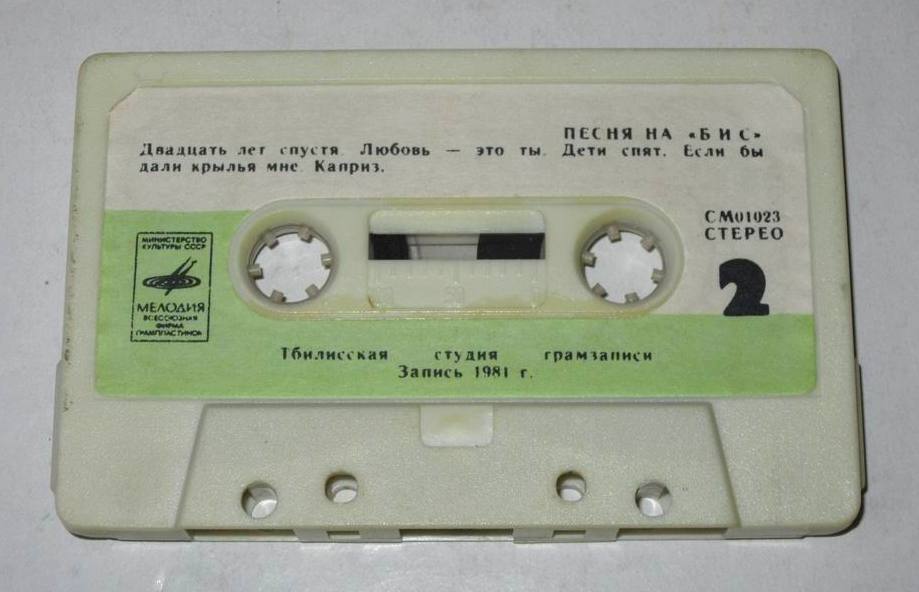 ПЕСНЯ НА «БИС»
Двадцать лет спустя. Любовь — это ты. Дети спят. Если бы
дали крылья мне. Каприз.
СМ01023
СТЕРЕО
2
МИНИСТЕРСТВО
КУЛЬТУРЫ СССР
МЕЛОДИЯ
ВСЕСОЮЗНАЯ
ФИРМА
ГРАМПЛАСТИНОК
Тбилисская студия грамзаписи
Запись 1981 г.